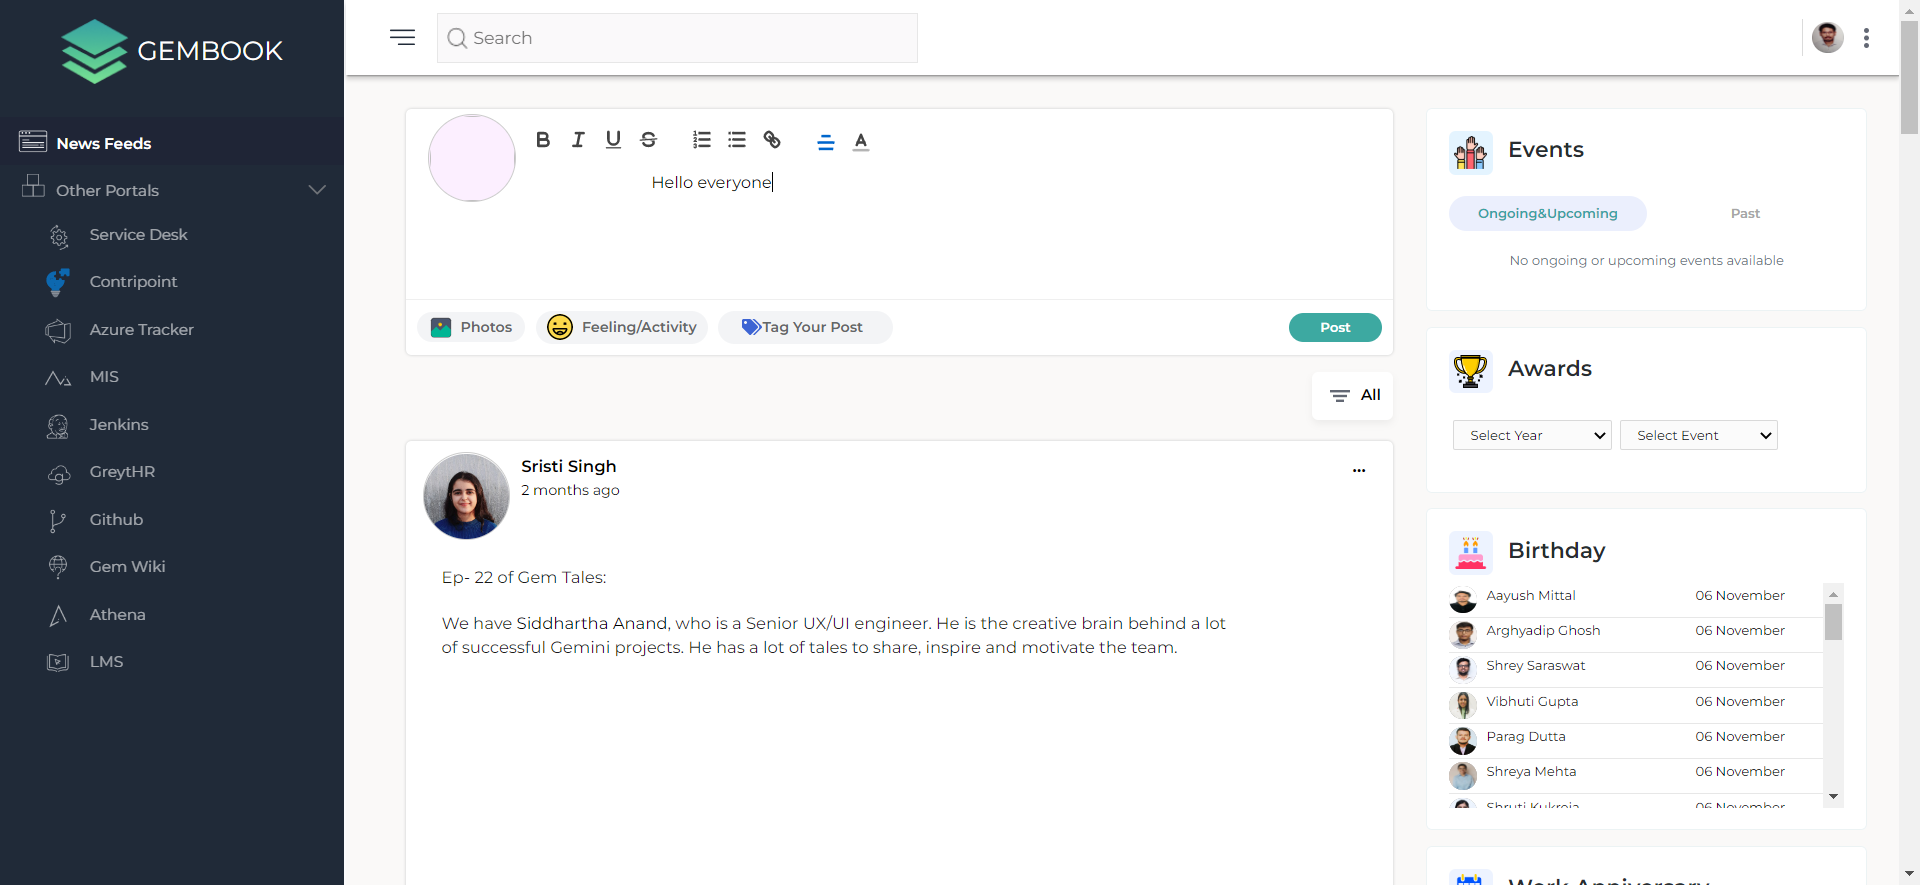 GEMBOOK
News Feeds
Other Portals
Service Desk
Contripoint
Azure Tracker
MIS
Jenkins
GreytHR
Github
Gem Wiki
Athena
LMS
Search
B I U S A
Hello everyone
Photos
Feeling/Activity
Tag Your Post
Post
All
Sristi Singh
2 months ago
...
Ep- 22 of Gem Tales:
We have Siddhartha Anand, who is a Senior UX/UI engineer. He is the creative brain behind a lot
of successful Gemini projects. He has a lot of tales to share, inspire and motivate the team.
Events
Ongoing&Upcoming Past
No ongoing or upcoming events available
Awards
Select Year Select Event
Birthday
Aayush Mittal 06 November
Arghyadip Ghosh 06 November
Shrey Saraswat 06 November
Vibhuti Gupta 06 November
Parag Dutta 06 November
Shreya Mehta 06 November
Shruti Kukreja 06 November
Work Anniversary